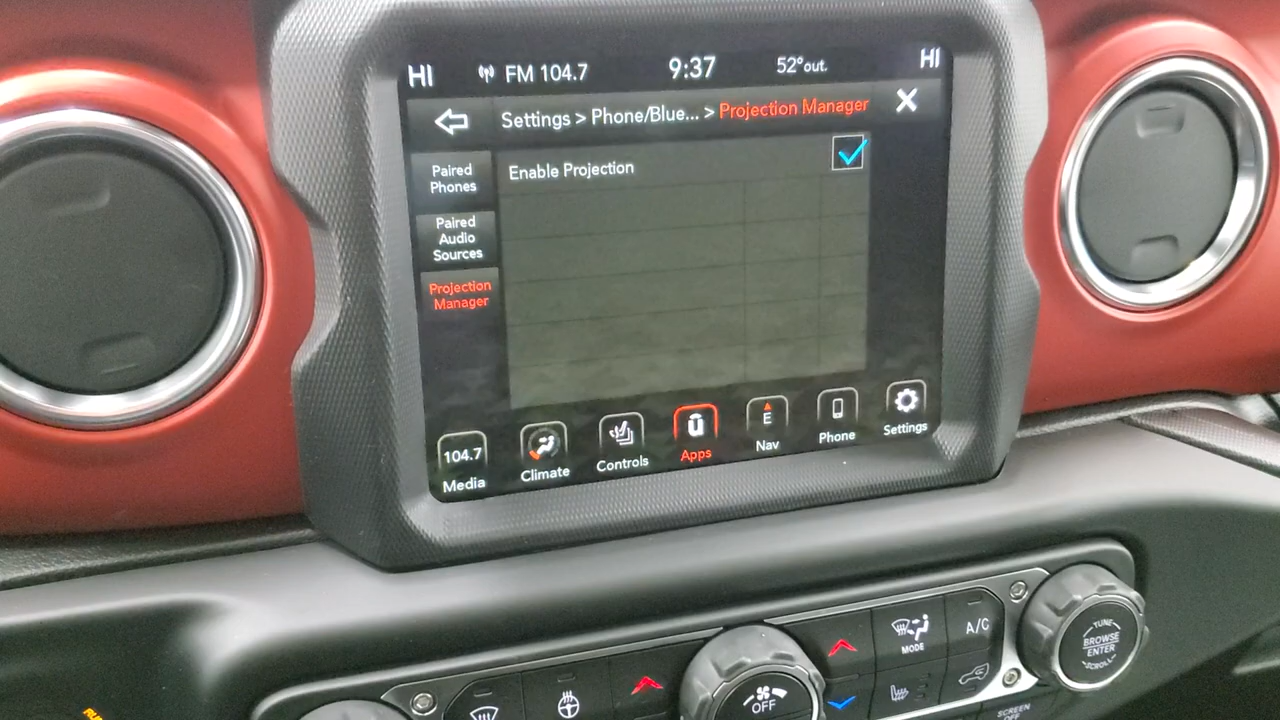 HI FM 104.7 9:37 52°out. HI
Settings > Phone/Blue... > Projection Manager
Paired
Phones
Enable Projection
Paired
Audio
Sources
Projection
Manager
104.7
Media
Climate
Controls
Apps
E
Nav
Phone
Settings
MODE
A/C
TUNE
BROWSE
ENTER
SCROLL
OFF
SCREEN
OFF